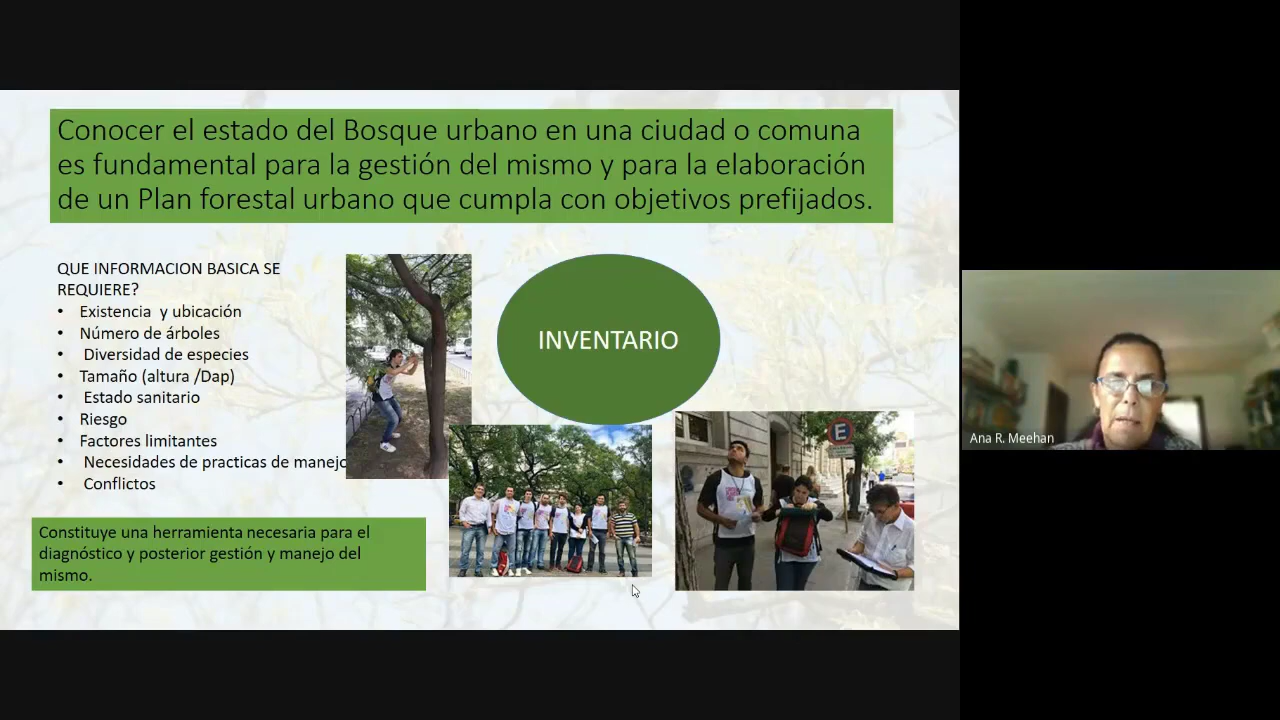 Conocer el estado del Bosque urbano en una ciudad o comuna
es fundamental para la gestión del mismo y para la elaboración
de un Plan forestal urbano que cumpla con objetivos prefijados.
QUE INFORMACION BASICA SE
REQUIERE?
• Existencia y ubicación
• Número de árboles
• Diversidad de especies
• Tamaño (altura /Dap)
• Estado sanitario
• Riesgo
• Factores limitantes
• Necesidades de practicas de manejo
• Conflictos
INVENTARIO
E
Constituye una herramienta necesaria para el
diagnóstico y posterior gestión y manejo del
mismo.
Ana R. Meehan